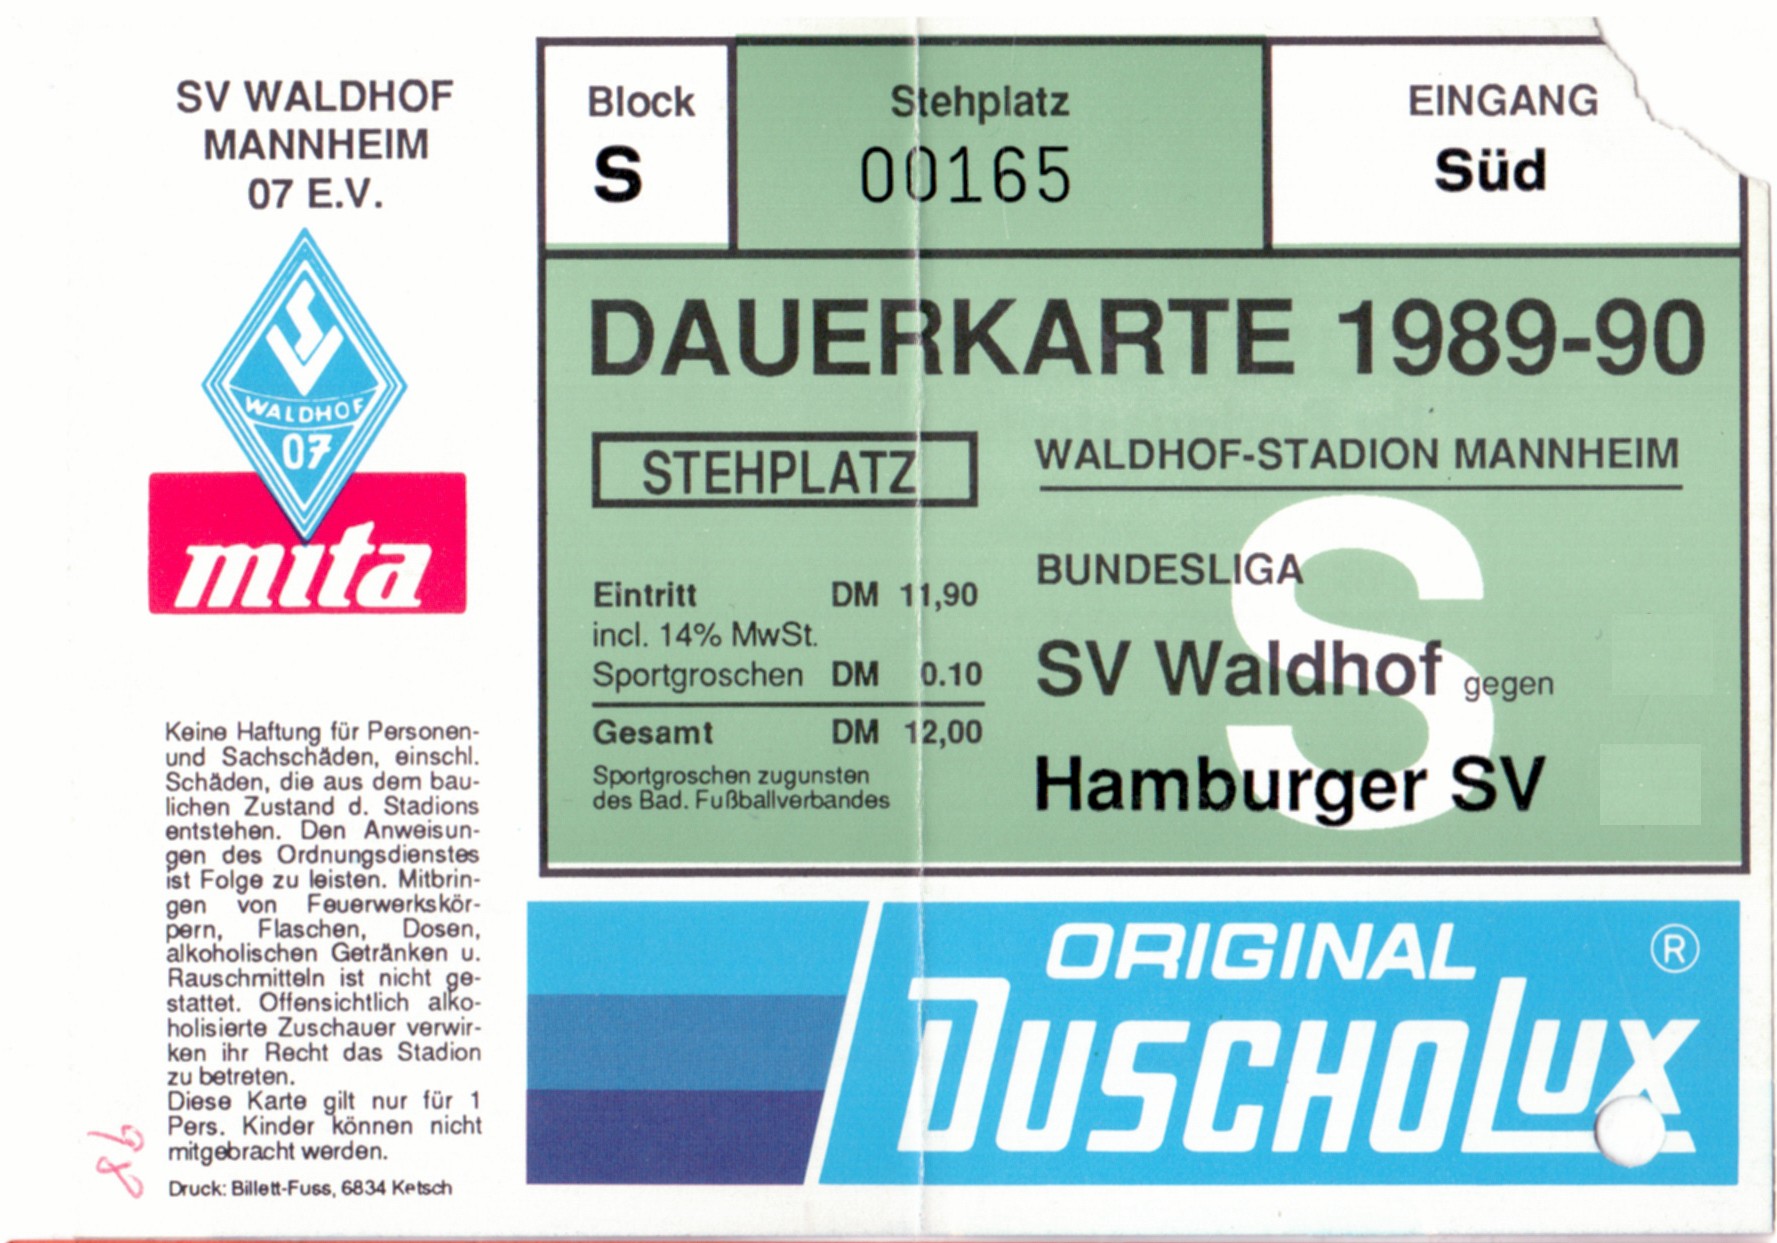 SV WALDHOF
MANNHEIM
07 E.V.
SV
WALDHOF
07
mita
Keine Haftung für Personen-
und Sachschäden, einschl.
Schäden, die aus dem bau-
lichen Zustand d. Stadions
entstehen. Den Anweisun-
gen des Ordnungsdienstes
ist Folge zu leisten. Mitbrin-
gen von Feuerwerkskör-
pern, Flaschen, Dosen,
alkoholischen Getränken u.
Rauschmitteln ist nicht ge-
stattet. Offensichtlich alko-
holisierte Zuschauer verwir-
ken ihr Recht das Stadion
zu betreten.
Diese Karte gilt nur für 1
Pers. Kinder können nicht
mitgebracht werden.
Druck: Billett-Fuss, 6834 Ketsch
Block
S
Stehplatz
00165
EINGANG
Süd
DAUERKARTE 1989-90
STEHPLATZ
Eintritt DM 11,90
incl. 14% MwSt.
Sportgroschen DM 0.10
Gesamt DM 12,00
Sportgroschen zugunsten
des Bad. Fußballverbandes
WALDHOF-STADION MANNHEIM
S
BUNDESLIGA
SV Waldhof gegen
Hamburger SV
ORIGINAL ®
DUSCHOLUX